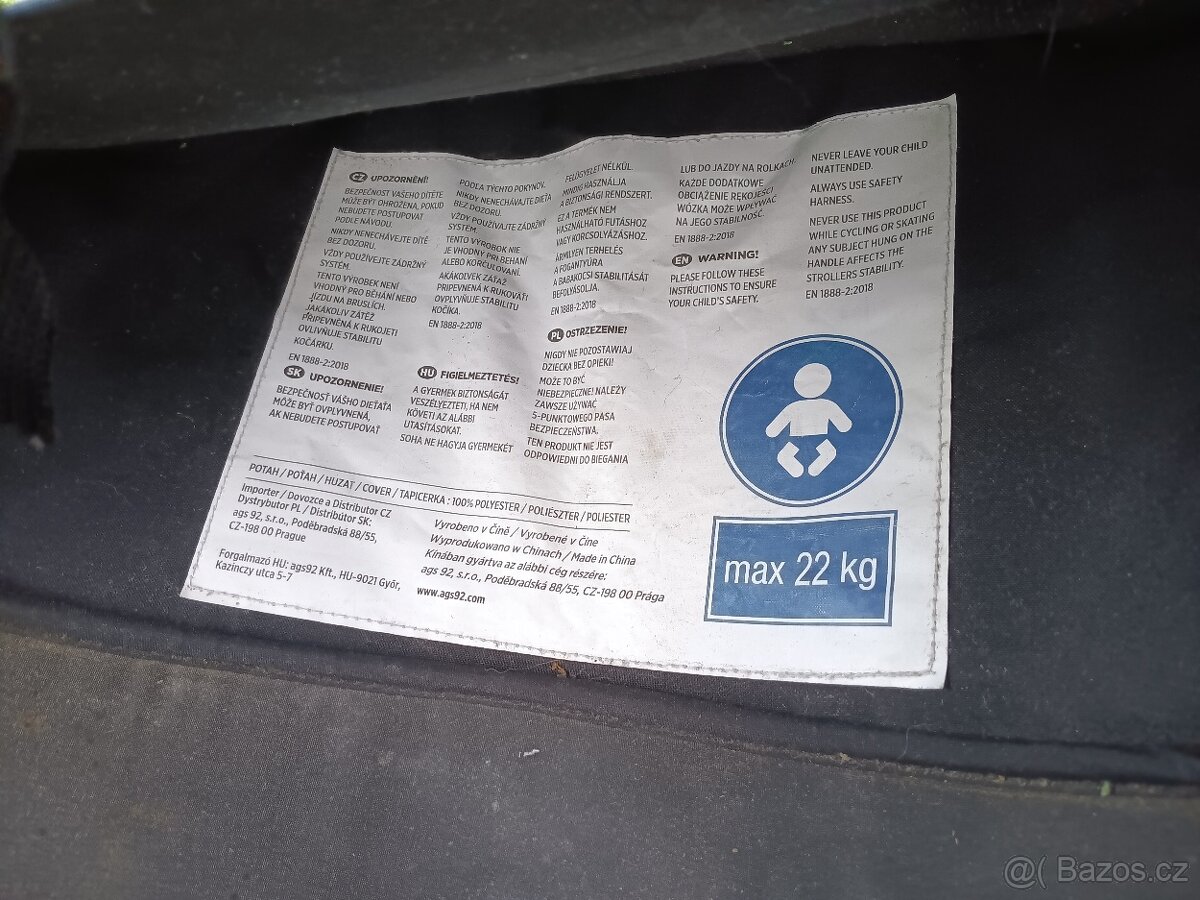 CZ UPOZORNĚNÍ!
BEZPEČNOST VAŠEHO DÍTĚTE
MŮŽE BÝT OHROŽENA, POKUD
NEBUDETE POSTUPOVAT
PODLE NÁVODU.
NIKDY NENECHÁVEJTE DÍTĚ
BEZ DOZORU.
VŽDY POUŽÍVEJTE ZÁDRŽNÝ
SYSTÉM.
TENTO VÝROBEK NENÍ
VHODNÝ PRO BĚHÁNÍ NEBO
JÍZDU NA BRUSLÍCH.
JAKÁKOLIV ZÁTĚŽ
PŘIPEVNĚNÁ K RUKOJETI
OVLIVŇUJE STABILITU
KOČÁRKU.
EN 1888-2:2018
SK UPOZORNENIE!
BEZPEČNOSŤ VÁŠHO DIEŤAŤA
MÔŽE BYŤ OVPLYVNENÁ,
AK NEBUDETE POSTUPOVAŤ
PODĽA TÝCHTO POKYNOV.
NIKDY NENECHÁVAJTE DIEŤA
BEZ DOZORU.
VŽDY POUŽÍVAJTE ZÁDRŽNÝ
SYSTÉM.
TENTO VÝROBOK NIE
JE VHODNÝ PRI BEHANÍ
ALEBO KORČUĽOVANÍ.
AKÁKOĽVEK ZÁŤAŽ
PRIPEVNENÁ K RUKOVÄTI
OVPLYVŇUJE STABILITU
KOČÍKA.
EN 1888-2:2018
HU FIGIELMEZTETÉS!
A GYERMEK BIZTONSÁGÁT
VESZÉLYEZTETI, HA NEM
KÖVETI AZ ALÁBBI
UTASÍTÁSOKAT.
SOHA NE HAGYJA GYERMEKÉT
FELÜGYELET NÉLKÜL.
MINDIG HASZNÁLJA
A BIZTONSÁGI RENDSZERT.
EZ A TERMÉK NEM
HASZNÁLHATÓ FUTÁSHOZ
VAGY KORCSOLYÁZÁSHOZ.
ÁRMILYEN TERHELÉS
A FOGANTYÚRA
A BABAKOCSI STABILITÁSÁT
BEFOLYÁSOLJA.
EN 1888-2:2018
PL OSTRZEŻENIE!
NIGDY NIE POZOSTAWIAJ
DZIECKA BEZ OPIEKI!
MOŻE TO BYĆ
NIEBEZPIECZNE! NALEŻY
ZAWSZE UŻYWAĆ
5-PUNKTOWEGO PASA
BEZPIECZEŃSTWA.
TEN PRODUKT NIE JEST
ODPOWIEDNI DO BIEGANIA
LUB DO JAZDY NA ROLKACH.
KAŻDE DODATKOWE
OBCIĄŻENIE RĘKOJEŚCI
WÓZKA MOŻE WPŁYWAĆ
NA JEGO STABILNOŚĆ.
EN 1888-2:2018
EN WARNING!
PLEASE FOLLOW THESE
INSTRUCTIONS TO ENSURE
YOUR CHILD'S SAFETY.
NEVER LEAVE YOUR CHILD
UNATTENDED.
ALWAYS USE SAFETY
HARNESS.
NEVER USE THIS PRODUCT
WHILE CYCLING OR SKATING
ANY SUBJECT HUNG ON THE
HANDLE AFFECTS THE
STROLLERS STABILITY.
EN 1888-2:2018
POTAH / POŤAH / HUZAT / COVER / TAPICERKA : 100% POLYESTER / POLIÉSZTER / POLIESTER
Importer / Dovozce a Distributor CZ
Dystrybutor PL / Distribútor SK:
ags 92, s.r.o., Poděbradská 88/55,
CZ-198 00 Prague
Forgalmazó HU: ags92 Kft., HU-9021 Győr,
Kazinczy utca 5-7
Vyrobeno v Číně / Vyrobené v Číne
Wyprodukowano w Chinach / Made in China
Kínában gyártva az alábbi cég részére:
ags 92, s.r.o., Poděbradská 88/55, CZ-198 00 Prága
www.ags92.com
max 22 kg
@( Bazos.cz